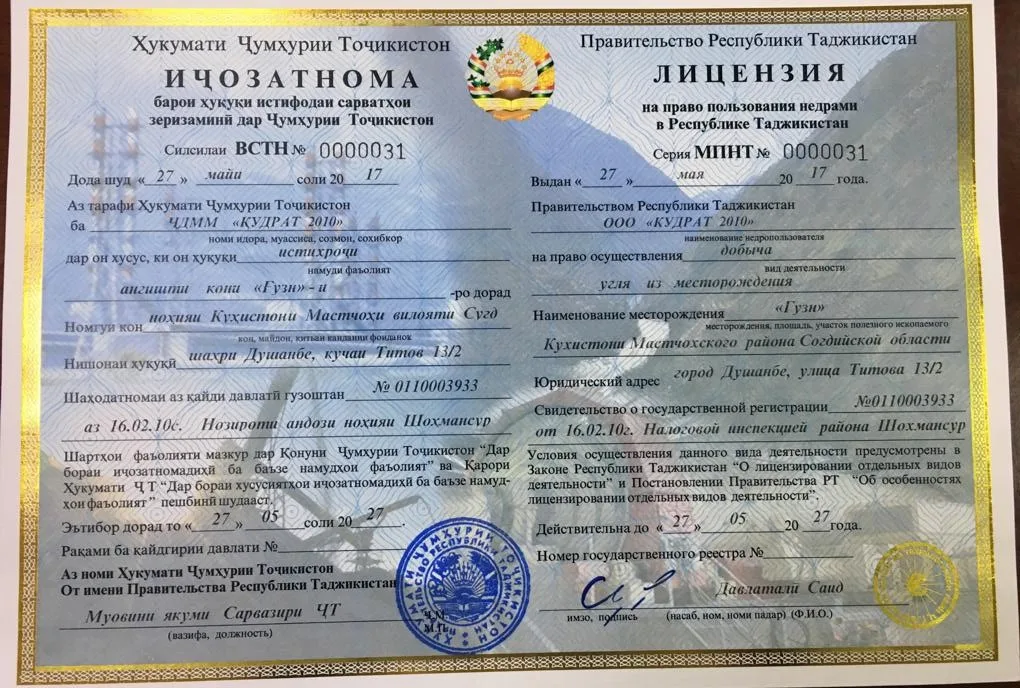 Ҳукумати Ҷумҳурии Тоҷикистон
ИҶОЗАТНОМА
барои ҳуқуқи истифодаи сарватҳои
зеризаминӣ дар Ҷумҳурии Тоҷикистон
Силсилаи ВСТН № 0000031
Дода шуд «27» майи соли 2017
Аз тарафи Ҳукумати Ҷумҳурии Тоҷикистон
ба ҶДММ «ҚУДРАТ 2010»
номи идора, муассиса, созмон, сохибкор
дар он хусус, ки он ҳуқуқи истихроҷи
намуди фаъолият
ангишти кони «Ғузн» - и -ро дорад
Номгуи кон ноҳияи Куҳистони Мастчоҳи вилояти Суғд
кон, майдон, китъаи канданни фоиданок
Нишонаи ҳуқуқӣ шаҳри Душанбе, кучаи Титов 13/2
Шаҳодатномаи аз қайди давлатӣ гузоштан № 0110003933
аз 16.02.10с. Нозироти андози ноҳияи Шоҳмансур
Шартҳои фаъолияти мазкур дар Қонуни Ҷумҳурии Тоҷикистон “Дар
бораи иҷозатномадиҳӣ ба баъзе намудҳои фаъолият” ва Қарори
Ҳукумати Ҷ Т “Дар бораи хусусиятҳои иҷозатномадиҳӣ ба баъзе намуд-
ҳои фаъолият” пешбинӣ шудааст.
Эътибор дорад то «27» 05 соли 2027.
Рақами ба қайдгирии давлати №
Аз номи Ҳукумати Ҷумҳурии Тоҷикистон
От имени Правительства Республики Таджикистан
Муовини якуми Сарвазири ҶТ
(вазифа, должность)
Ҷ.М.
М.П.
Правительство Республики Таджикистан
ЛИЦЕНЗИЯ
на право пользования недрами
в Республике Таджикистан
Серия МПНТ № 0000031
Выдан «27» мая 2017 года.
Правительством Республики Таджикистан
ООО «КУДРАТ 2010»
наименование недропользователя
на право осуществления добыча
вид деятельности
угля из месторождения
Наименование месторождения «Гузн»
месторождения, площадь, участок полезного ископаемого
Кухистони Мастчохского района Согдийской области
Юридический адрес город Душанбе, улица Титова 13/2
Свидетельство о государственной регистрации №0110003933
от 16.02.10г. Налоговой инспекцией района Шохмансур
Условия осуществления данного вида деятельности предусмотрены в
Законе Республики Таджикистан “О лицензировании отдельных видов
деятельности” и Постановлении Правительства РТ “Об особенностях
лицензирования отдельных видов деятельности”.
Действительна до «27» 05 2027 года.
Номер государственного реестра №
Давлаталӣ Саид
имзо, подпись (насаб, ном, номи падар) (Ф.И.О.)